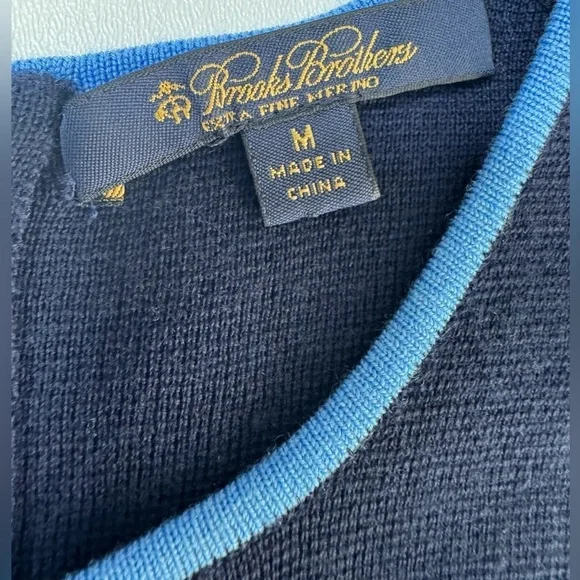 Brooks Brothers
EXTRA FINE MERINO
M
MADE IN
CHINA